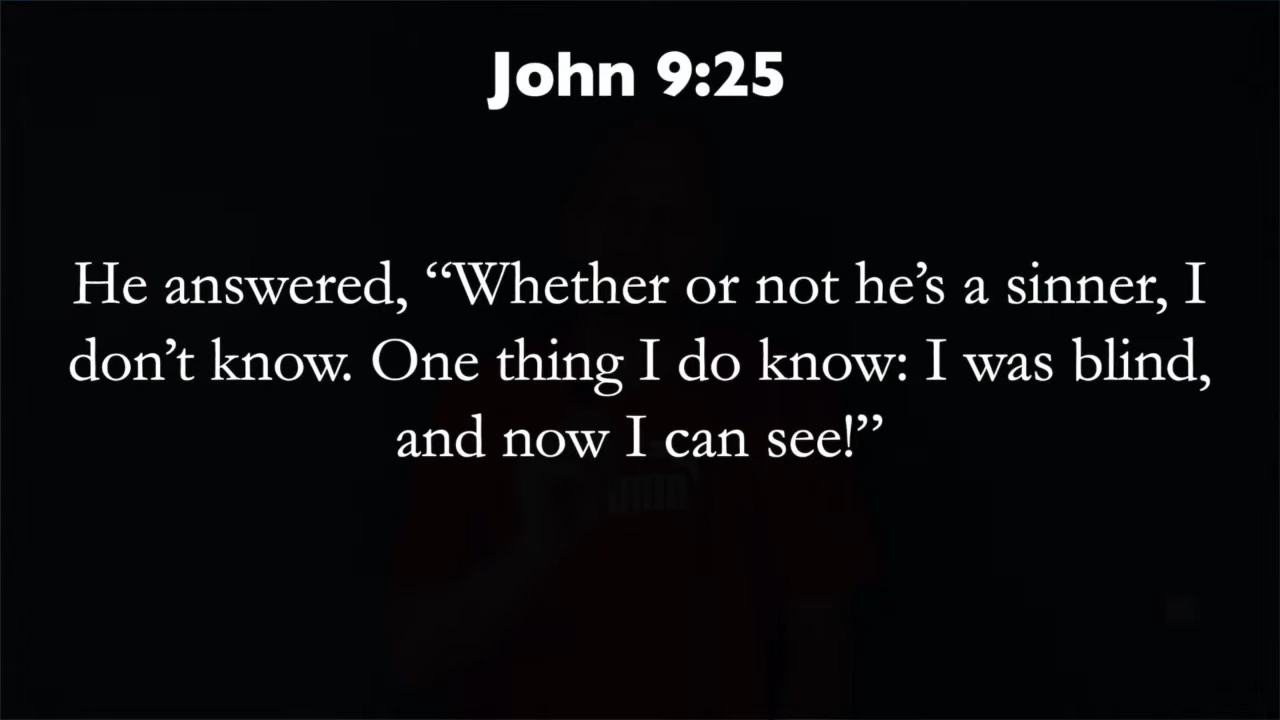 John 9:25
He answered, “Whether or not he’s a sinner, I
don’t know. One thing I do know: I was blind,
and now I can see!”